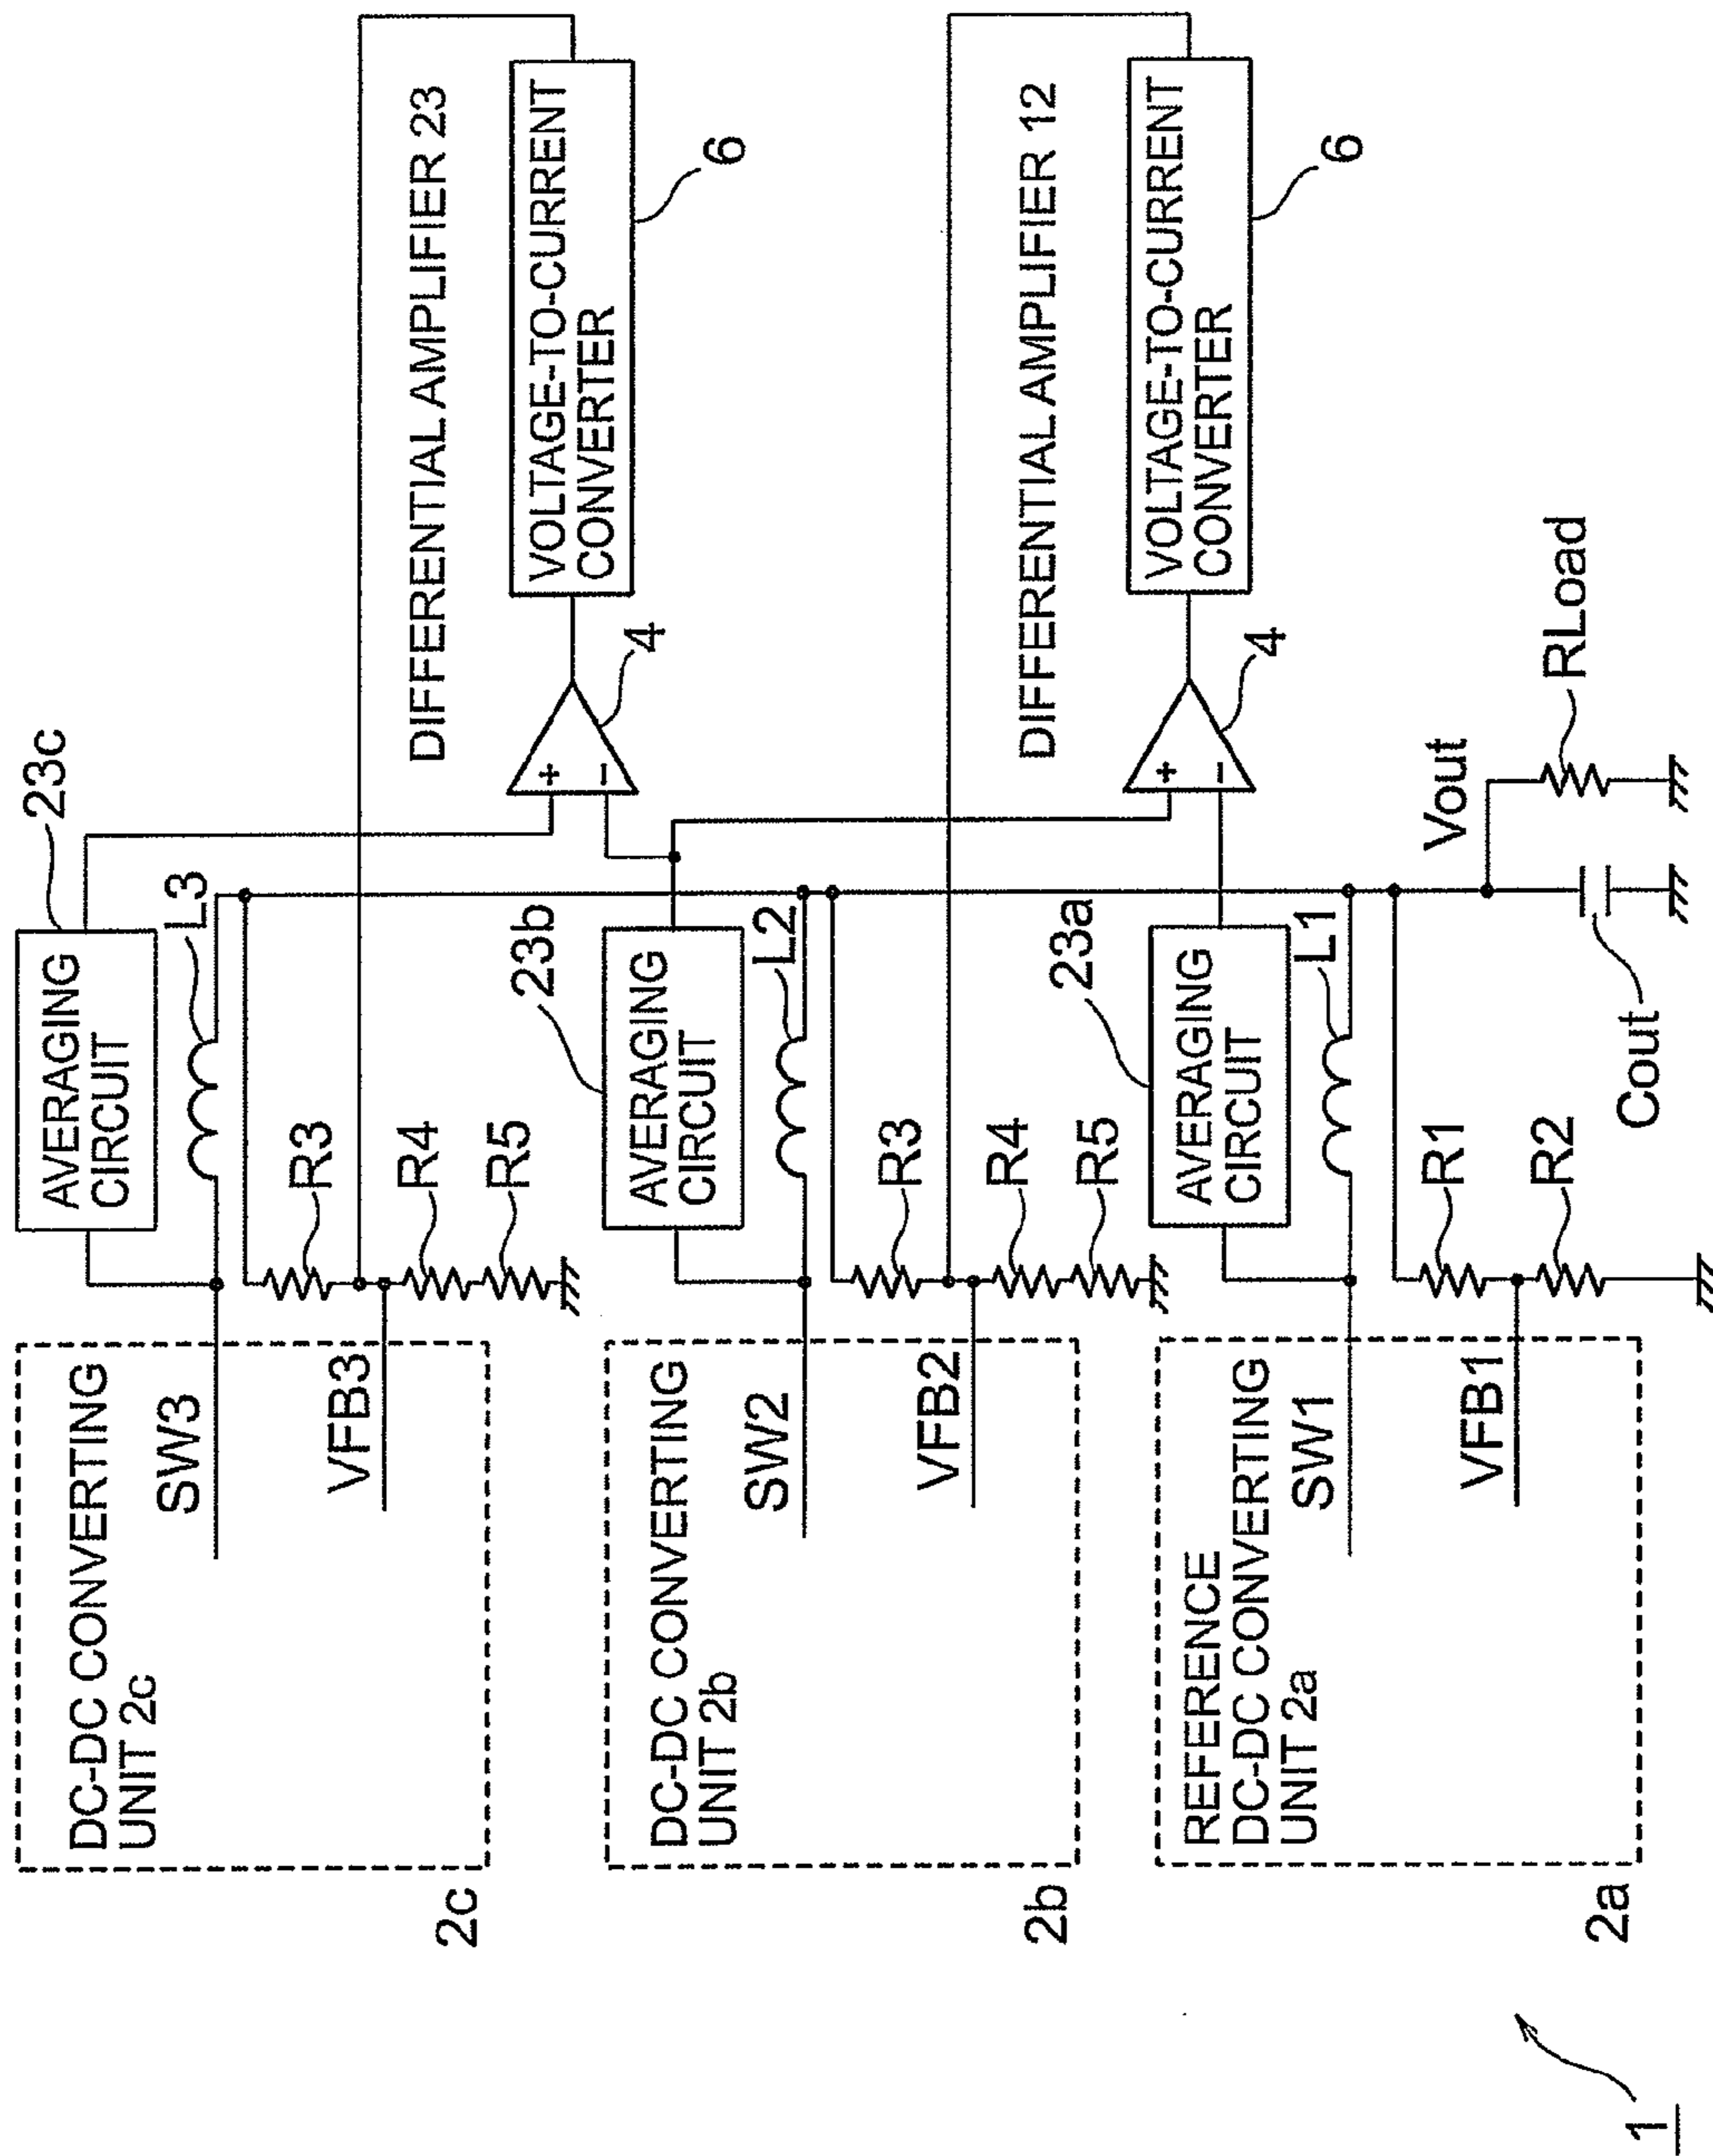 DC-DC CONVERTING
UNIT 2c
SW3
VFB3
2c
AVERAGING
CIRCUIT
23c
L3
R3
R4
R5
DIFFERENTIAL AMPLIFIER 23
+
−
4
VOLTAGE-TO-CURRENT
CONVERTER
6
DC-DC CONVERTING
UNIT 2b
SW2
VFB2
2b
AVERAGING
CIRCUIT
23b
L2
R3
R4
R5
DIFFERENTIAL AMPLIFIER 12
+
−
4
VOLTAGE-TO-CURRENT
CONVERTER
6
REFERENCE
DC-DC CONVERTING
UNIT 2a
SW1
VFB1
2a
AVERAGING
CIRCUIT
23a
L1
R1
R2
Vout
Cout
RLoad
1